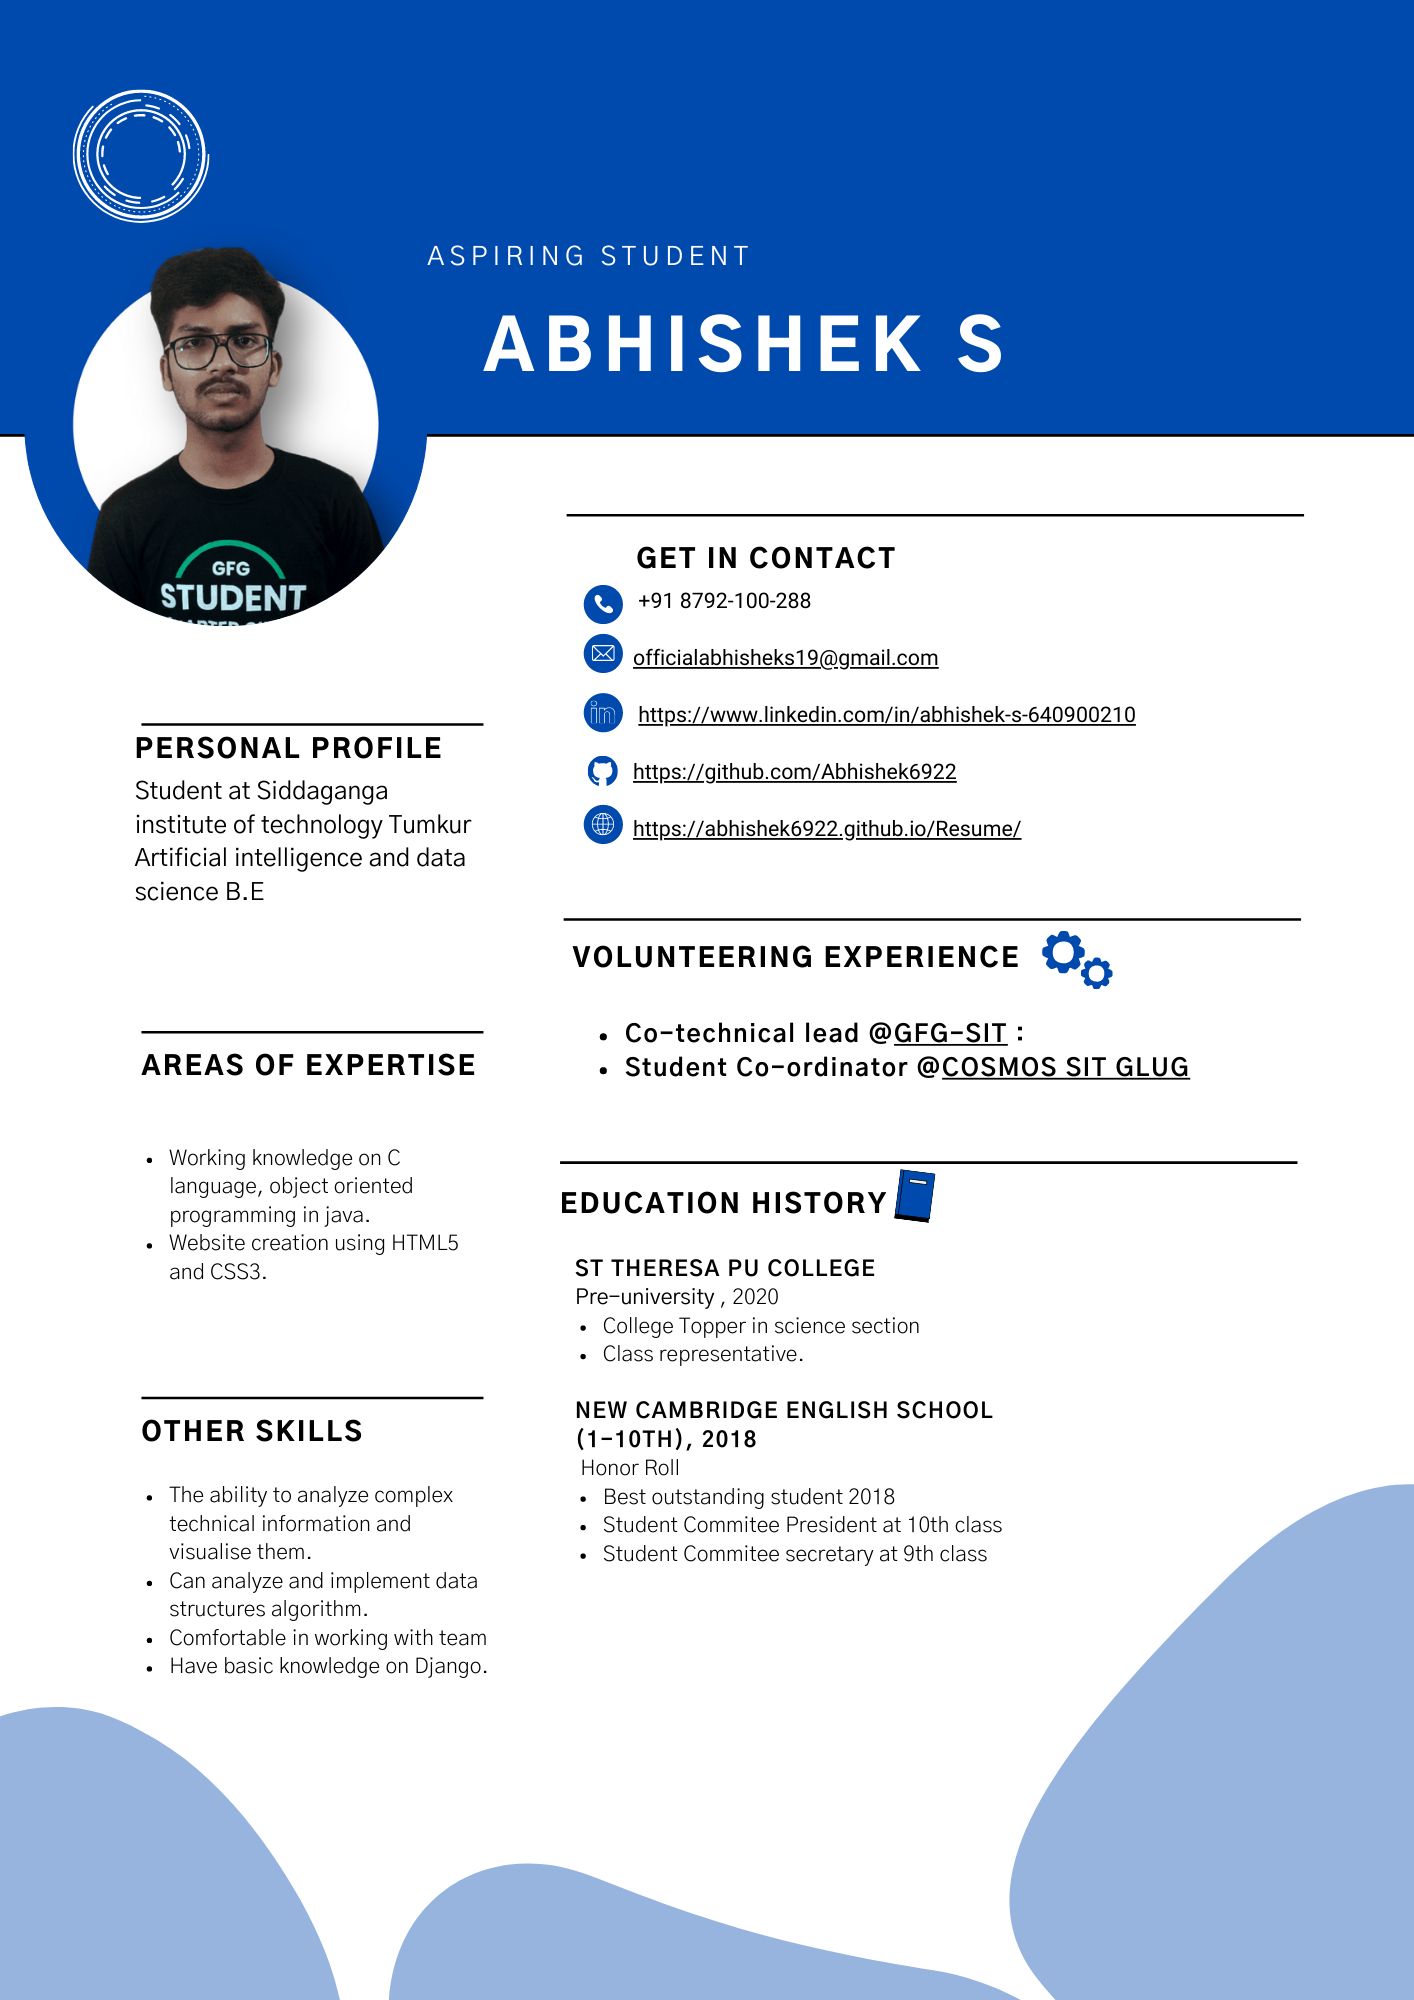 ASPIRING STUDENT
ABHISHEK S
GFG
STUDENT
GET IN CONTACT
+91 8792-100-288
officialabhisheks19@gmail.com
https://www.linkedin.com/in/abhishek-s-640900210
https://github.com/Abhishek6922
https://abhishek6922.github.io/Resume/
PERSONAL PROFILE
Student at Siddaganga
institute of technology Tumkur
Artificial intelligence and data
science B.E
AREAS OF EXPERTISE
• Working knowledge on C
language, object oriented
programming in java.
• Website creation using HTML5
and CSS3.
OTHER SKILLS
• The ability to analyze complex
technical information and
visualise them.
• Can analyze and implement data
structures algorithm.
• Comfortable in working with team
• Have basic knowledge on Django.
VOLUNTEERING EXPERIENCE
• Co-technical lead @GFG-SIT :
• Student Co-ordinator @COSMOS SIT GLUG
EDUCATION HISTORY
ST THERESA PU COLLEGE
Pre-university , 2020
• College Topper in science section
• Class representative.
NEW CAMBRIDGE ENGLISH SCHOOL
(1-10TH), 2018
Honor Roll
• Best outstanding student 2018
• Student Commitee President at 10th class
• Student Commitee secretary at 9th class